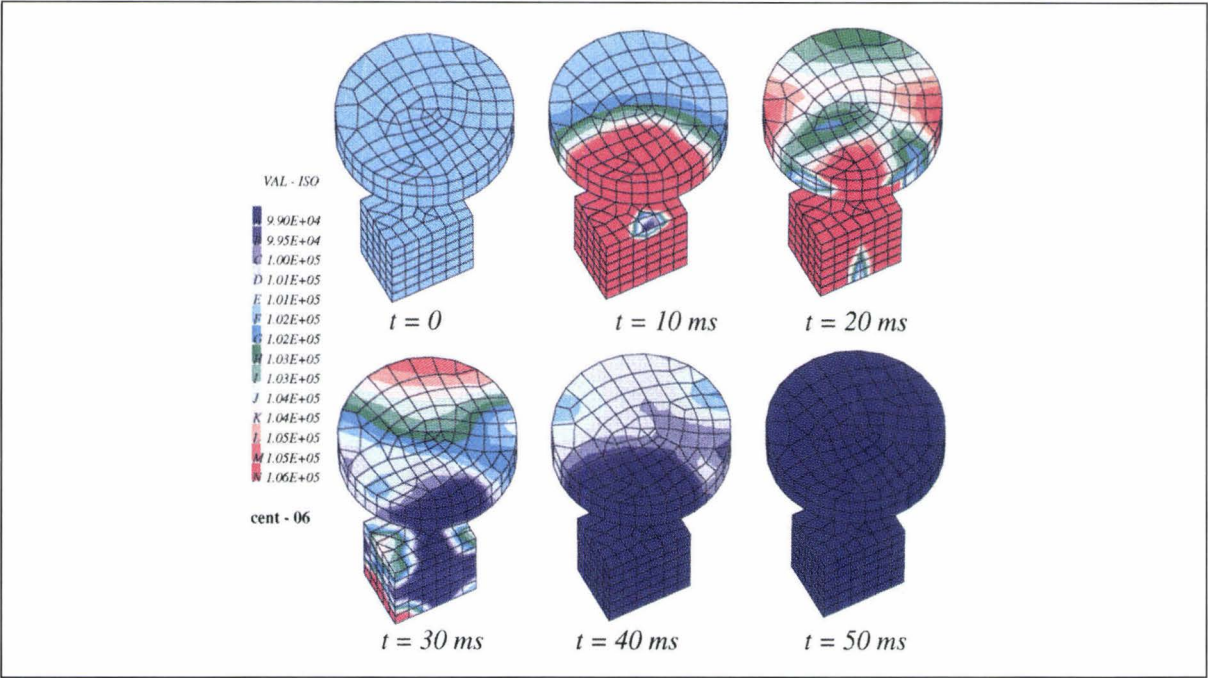 VAL - ISO
A 9.90E+04
B 9.95E+04
C 1.00E+05
D 1.01E+05
E 1.01E+05
F 1.02E+05
G 1.02E+05
H 1.03E+05
I 1.03E+05
J 1.04E+05
K 1.04E+05
L 1.05E+05
M 1.05E+05
N 1.06E+05
cent - 06
t = 0
t = 10 ms
t = 20 ms
t = 30 ms
t = 40 ms
t = 50 ms